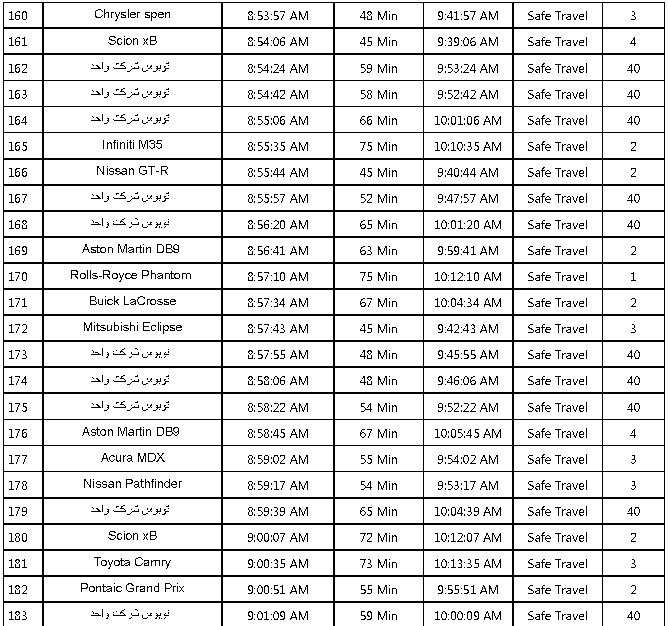 160 Chrysler spen 8:53:57 AM 48 Min 9:41:57 AM Safe Travel 3
161 Scion xB 8:54:06 AM 45 Min 9:39:06 AM Safe Travel 4
162 توبوس شرکت واحد 8:54:24 AM 59 Min 9:53:24 AM Safe Travel 40
163 توبوس شرکت واحد 8:54:42 AM 58 Min 9:52:42 AM Safe Travel 40
164 توبوس شرکت واحد 8:55:06 AM 66 Min 10:01:06 AM Safe Travel 40
165 Infiniti M35 8:55:35 AM 75 Min 10:10:35 AM Safe Travel 2
166 Nissan GT-R 8:55:44 AM 45 Min 9:40:44 AM Safe Travel 2
167 توبوس شرکت واحد 8:55:57 AM 52 Min 9:47:57 AM Safe Travel 40
168 توبوس شرکت واحد 8:56:20 AM 65 Min 10:01:20 AM Safe Travel 40
169 Aston Martin DB9 8:56:41 AM 63 Min 9:59:41 AM Safe Travel 2
170 Rolls-Royce Phantom 8:57:10 AM 75 Min 10:12:10 AM Safe Travel 1
171 Buick LaCrosse 8:57:34 AM 67 Min 10:04:34 AM Safe Travel 2
172 Mitsubishi Eclipse 8:57:43 AM 45 Min 9:42:43 AM Safe Travel 3
173 توبوس شرکت واحد 8:57:55 AM 48 Min 9:45:55 AM Safe Travel 40
174 توبوس شرکت واحد 8:58:06 AM 48 Min 9:46:06 AM Safe Travel 40
175 توبوس شرکت واحد 8:58:22 AM 54 Min 9:52:22 AM Safe Travel 40
176 Aston Martin DB9 8:58:45 AM 67 Min 10:05:45 AM Safe Travel 4
177 Acura MDX 8:59:02 AM 55 Min 9:54:02 AM Safe Travel 3
178 Nissan Pathfinder 8:59:17 AM 54 Min 9:53:17 AM Safe Travel 3
179 توبوس شرکت واحد 8:59:39 AM 65 Min 10:04:39 AM Safe Travel 40
180 Scion xB 9:00:07 AM 72 Min 10:12:07 AM Safe Travel 2
181 Toyota Camry 9:00:35 AM 73 Min 10:13:35 AM Safe Travel 3
182 Pontaic Grand Prix 9:00:51 AM 55 Min 9:55:51 AM Safe Travel 2
183 توبوس شرکت واحد 9:01:09 AM 59 Min 10:00:09 AM Safe Travel 40